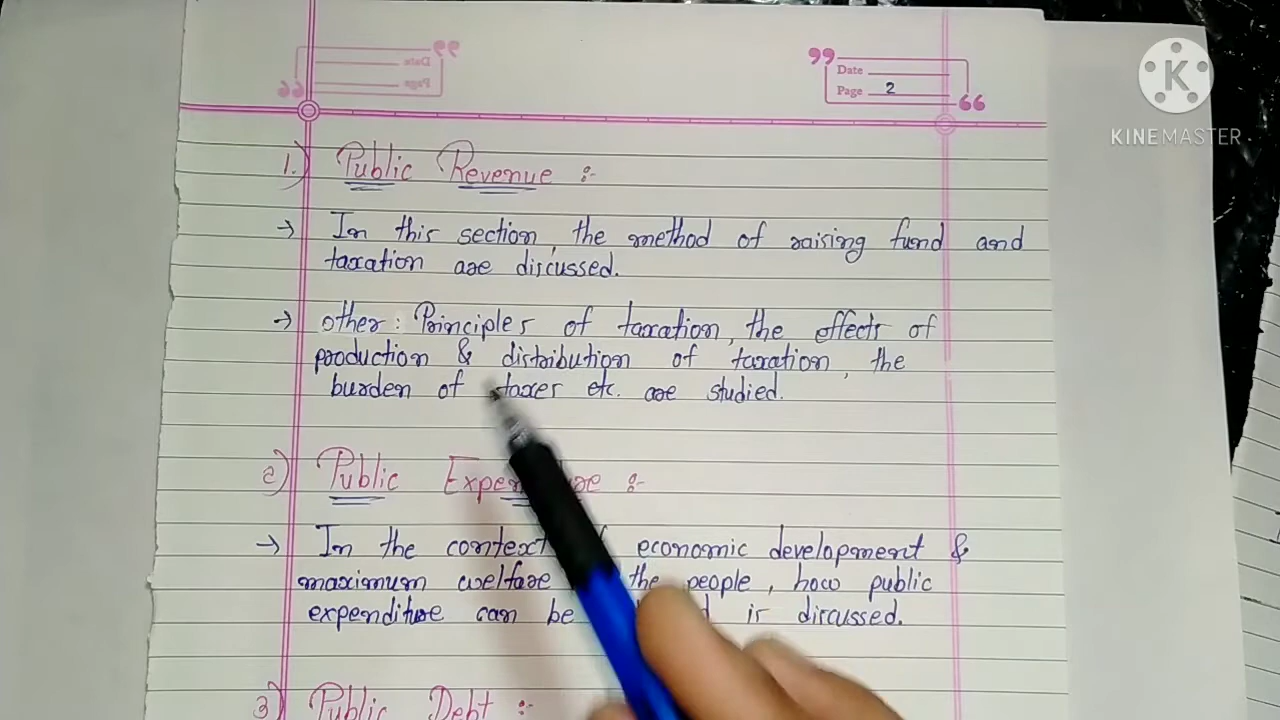 Date
Page 2
KINEMASTER
1.) Public Revenue :-
→ In this section, the method of raising fund and
taxation are discussed.
→ other : Principles of taxation, the effects of
production & distribution of taxation, the
burden of taxes etc. are studied.
2) Public :-
→ In the context economic development &
maximum welfare the people, how public
expenditure can be is discussed.
3) Public Debt :-